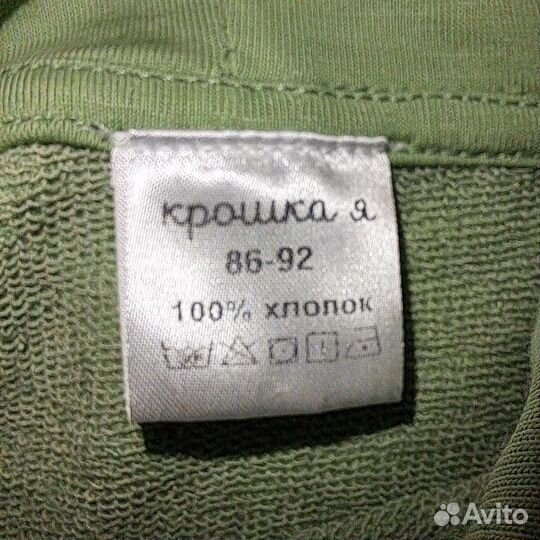 крошка я
86-92
100% хлопок
Avito